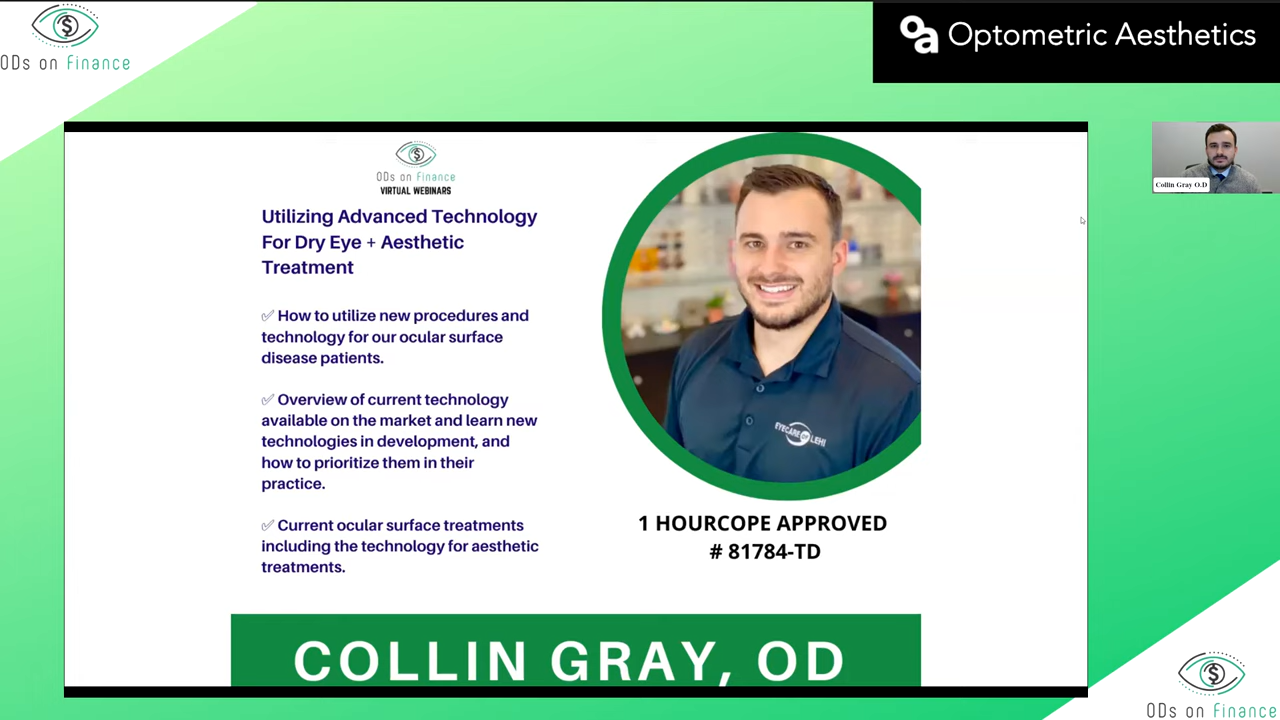 ODs on Finance
Optometric Aesthetics
ODs on Finance
VIRTUAL WEBINARS
Utilizing Advanced Technology
For Dry Eye + Aesthetic
Treatment
✅ How to utilize new procedures and
technology for our ocular surface
disease patients.
✅ Overview of current technology
available on the market and learn new
technologies in development, and
how to prioritize them in their
practice.
✅ Current ocular surface treatments
including the technology for aesthetic
treatments.
EYECARE OF LEHI
1 HOURCOPE APPROVED
# 81784-TD
COLLIN GRAY, OD
Collin Gray O.D
ODs on Finance